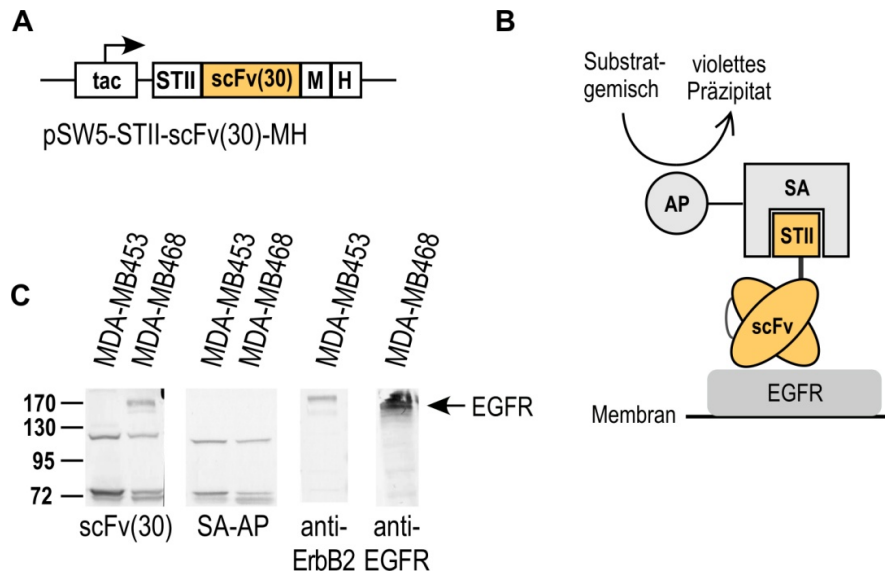 A
tac STII scFv(30) M H
pSW5-STII-scFv(30)-MH
B
Substrat-
gemisch
violettes
Präzipitat
AP
SA
STII
scFv
EGFR
Membran
C
MDA-MB453
MDA-MB468
MDA-MB453
MDA-MB468
MDA-MB453
MDA-MB468
170
130
95
72
EGFR
scFv(30)
SA-AP
anti-
ErbB2
anti-
EGFR